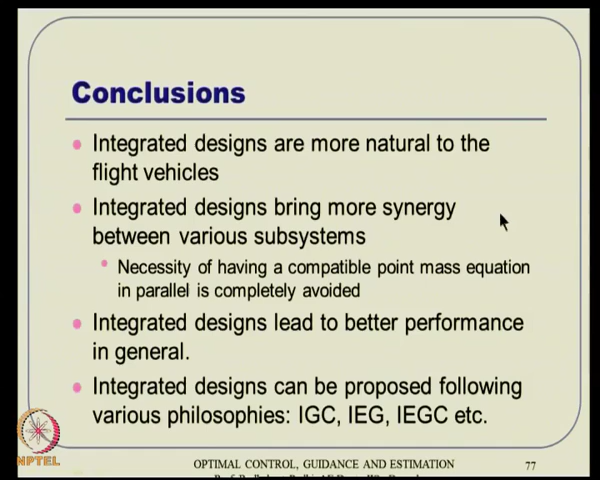 Conclusions
Integrated designs are more natural to the
flight vehicles
Integrated designs bring more synergy
between various subsystems
Necessity of having a compatible point mass equation
in parallel is completely avoided
Integrated designs lead to better performance
in general.
Integrated designs can be proposed following
various philosophies: IGC, IEG, IEGC etc.
NPTEL
OPTIMAL CONTROL, GUIDANCE AND ESTIMATION
77